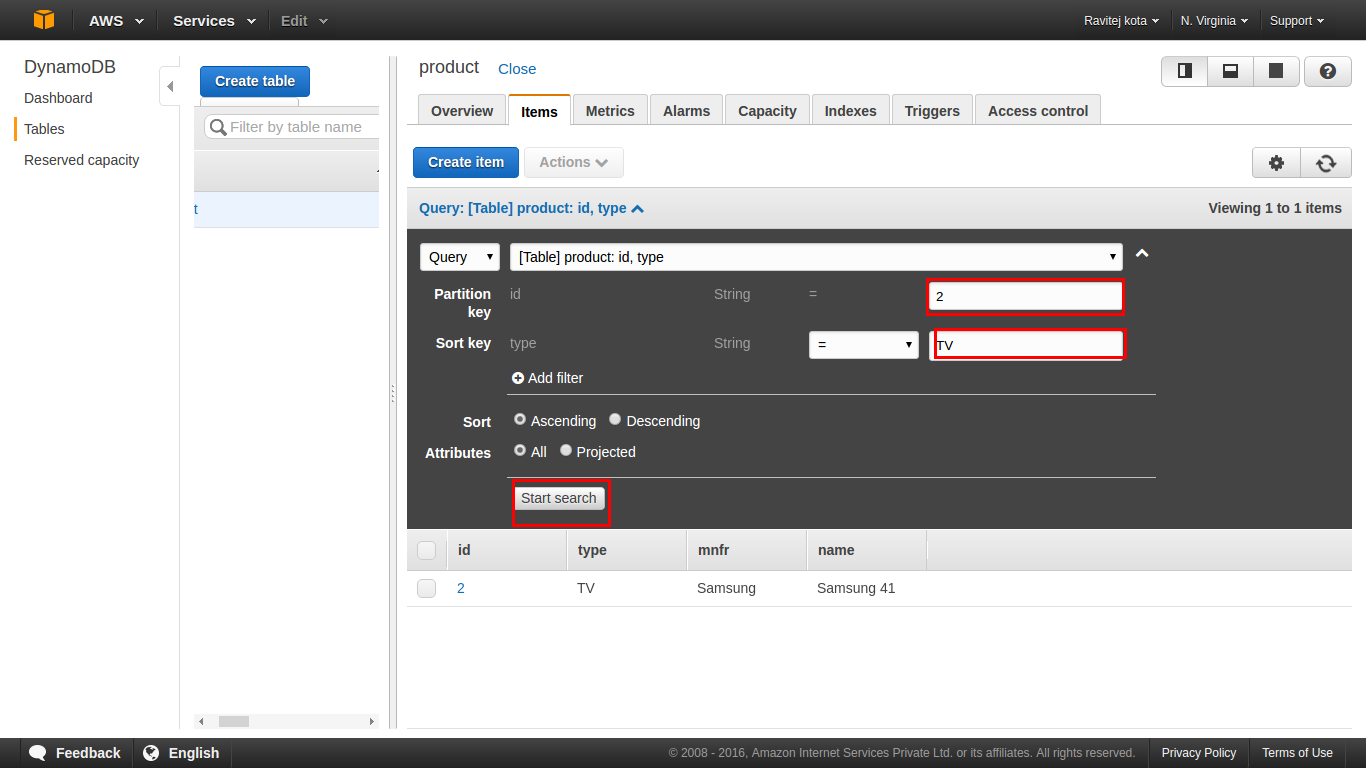 AWS Services Edit Ravitej kota N. Virginia Support
DynamoDB
Dashboard
Tables
Reserved capacity
Create table
Filter by table name
t
product Close
Overview Items Metrics Alarms Capacity Indexes Triggers Access control
Create item Actions
Query: [Table] product: id, type Viewing 1 to 1 items
Query [Table] product: id, type
Partition key id String = 2
Sort key type String = TV
Add filter
Sort Ascending Descending
Attributes All Projected
Start search
id type mnfr name
2 TV Samsung Samsung 41
Feedback English © 2008 - 2016, Amazon Internet Services Private Ltd. or its affiliates. All rights reserved. Privacy Policy Terms of Use